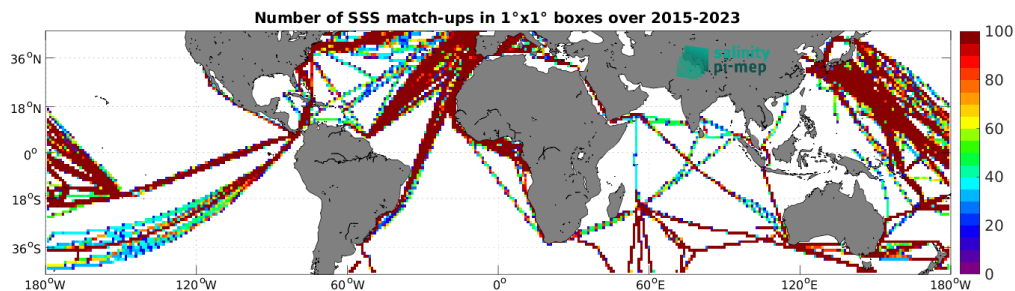 Number of SSS match-ups in 1°x1° boxes over 2015-2023
salinity
pi-mep
36°N
18°N
0°
18°S
36°S
180°W 120°W 60°W 0° 60°E 120°E 180°W
100
80
60
40
20
0